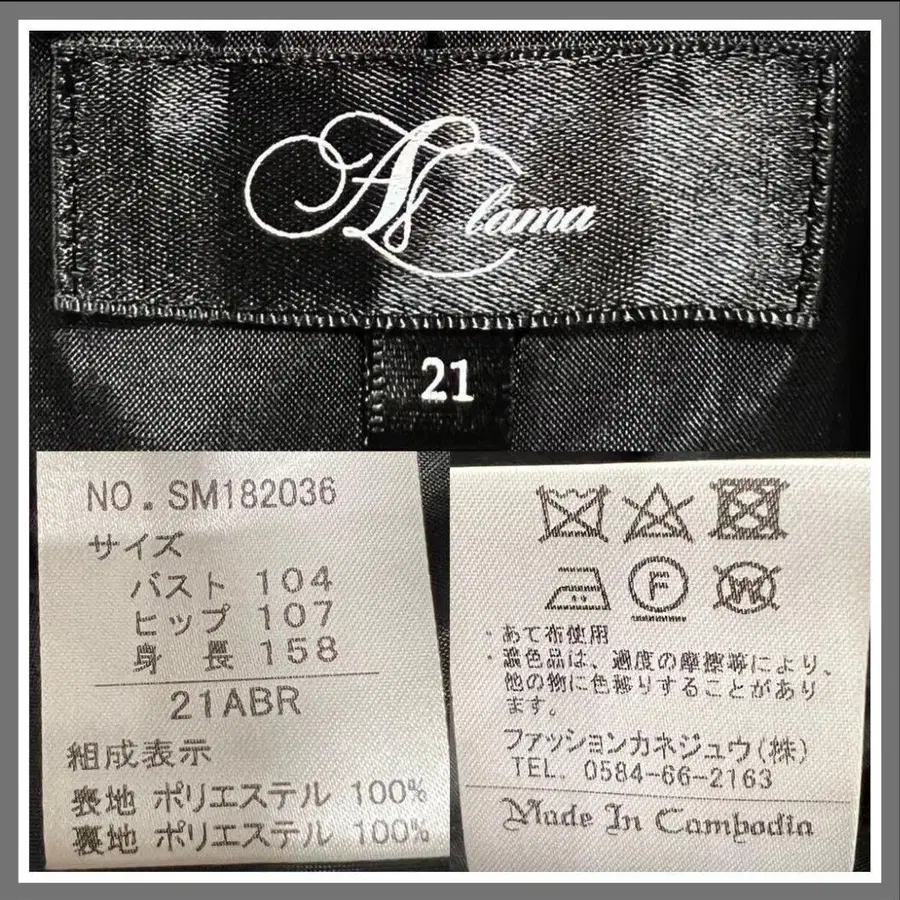 As Clama
21
NO. SM182036
サイズ
バスト 104
ヒップ 107
身 長 158
21ABR
組成表示
表地 ポリエステル 100%
裏地 ポリエステル 100%
F W
・あて布使用
・濃色品は、過度の摩擦等により、
他の物に色移りすることがあり
ます。
ファッションカネジュウ(株)
TEL. 0584-66-2163
Made In Cambodia